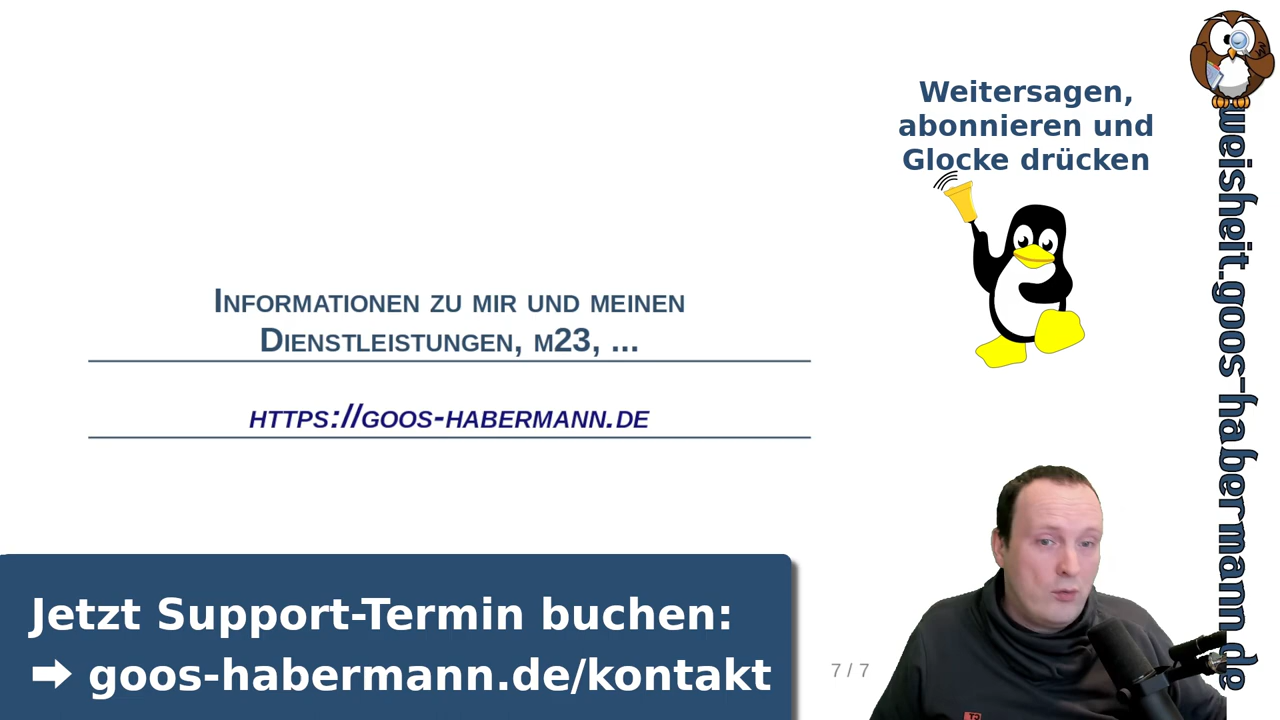 Weitersagen,
abonnieren und
Glocke drücken
Informationen zu mir und meinen
Dienstleistungen, m23, ...
https://goos-habermann.de
Jetzt Support-Termin buchen:
➡ goos-habermann.de/kontakt
7 / 7
weisheit.goos-habermann.de